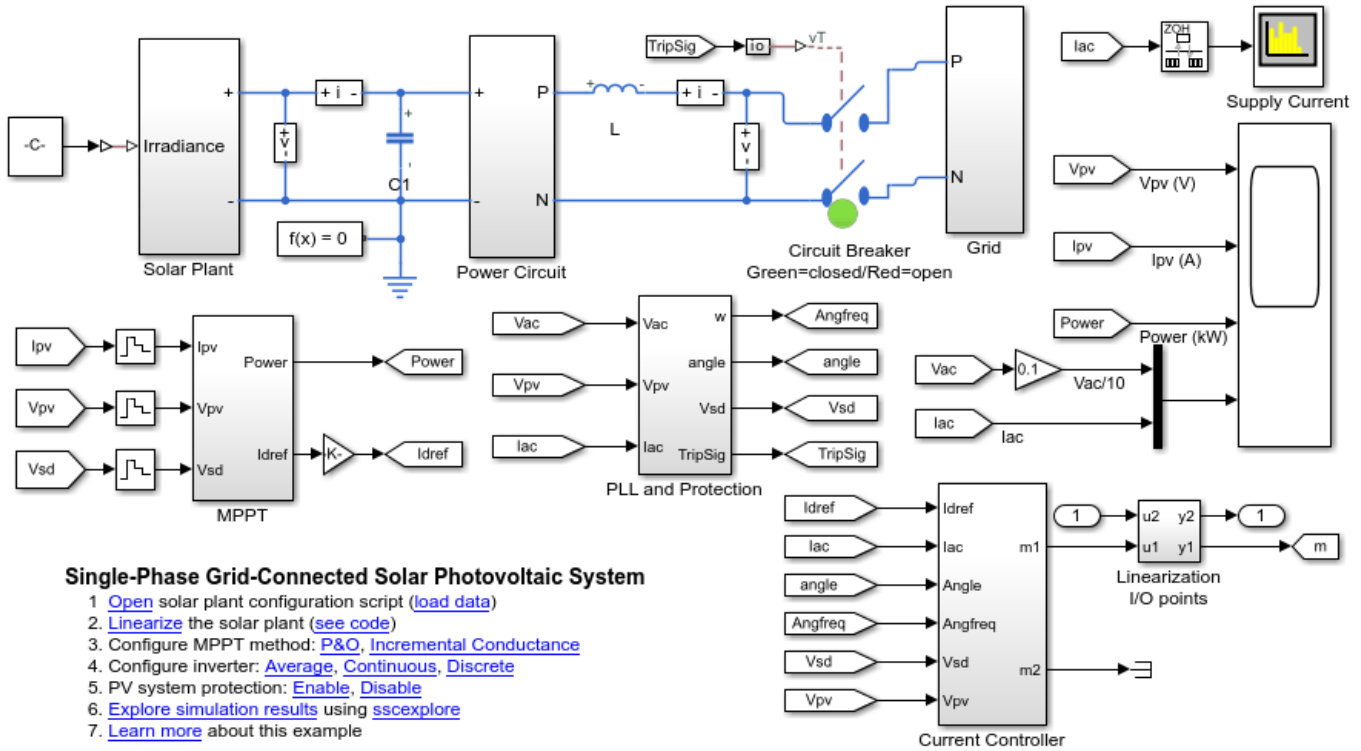 TripSig
io
vT
Iac
ZOH
Supply Current
-C-
Irradiance
+
-
Solar Plant
+ i -
+ v -
+
-
C1
f(x) = 0
+
-
P
N
Power Circuit
+
-
L
+ i -
+ v -
Circuit Breaker
Green=closed/Red=open
P
N
Grid
Vpv
Vpv (V)
Ipv
Ipv (A)
Power
Power (kW)
Vac
0.1
Vac/10
Iac
Iac
Ipv
Vpv
Vsd
Ipv
Vpv
Vsd
Power
Idref
MPPT
Power
-K-
Idref
Vac
Vpv
Iac
Vac
Vpv
Iac
w
angle
Vsd
TripSig
PLL and Protection
Angfreq
angle
Vsd
TripSig
Idref
Iac
angle
Angfreq
Vsd
Vpv
Idref
Iac
Angle
Angfreq
Vsd
Vpv
m1
m2
Current Controller
1
u2
y2
u1
y1
1
m
Linearization
I/O points
Single-Phase Grid-Connected Solar Photovoltaic System
1 Open solar plant configuration script (load data)
2. Linearize the solar plant (see code)
3. Configure MPPT method: P&O, Incremental Conductance
4. Configure inverter: Average, Continuous, Discrete
5. PV system protection: Enable, Disable
6. Explore simulation results using sscexplore
7. Learn more about this example